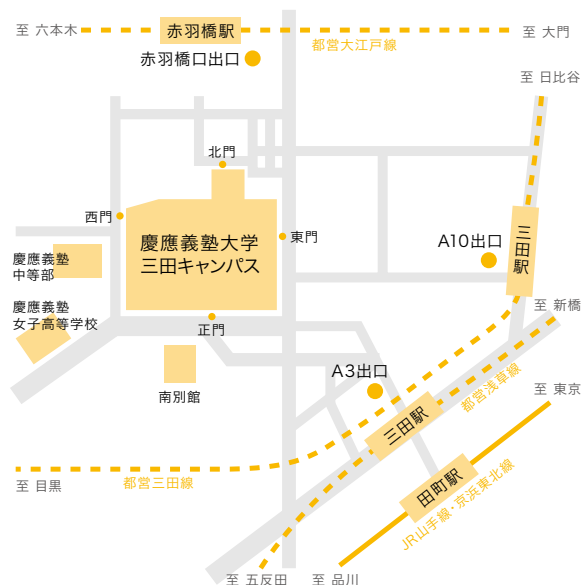 至 六本木
赤羽橋駅
至 大門
都営大江戸線
赤羽橋口出口
至 日比谷
北門
西門
慶應義塾大学
三田キャンパス
東門
A10出口
三田駅
慶應義塾
中等部
慶應義塾
女子高等学校
至 新橋
正門
A3出口
都営浅草線
至 東京
南別館
三田駅
田町駅
JR山手線・京浜東北線
至 目黒
都営三田線
至 五反田
至 品川